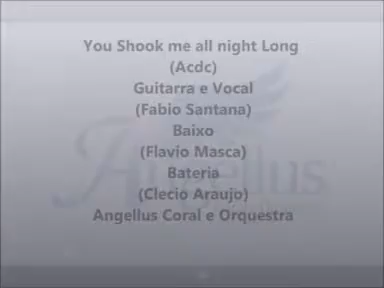 You Shook me all night Long
(Acdc)
Guitarra e Vocal
(Fabio Santana)
Baixo
(Flavio Masca)
Bateria
(Clecio Araujo)
Angellus Coral e Orquestra
Angellus